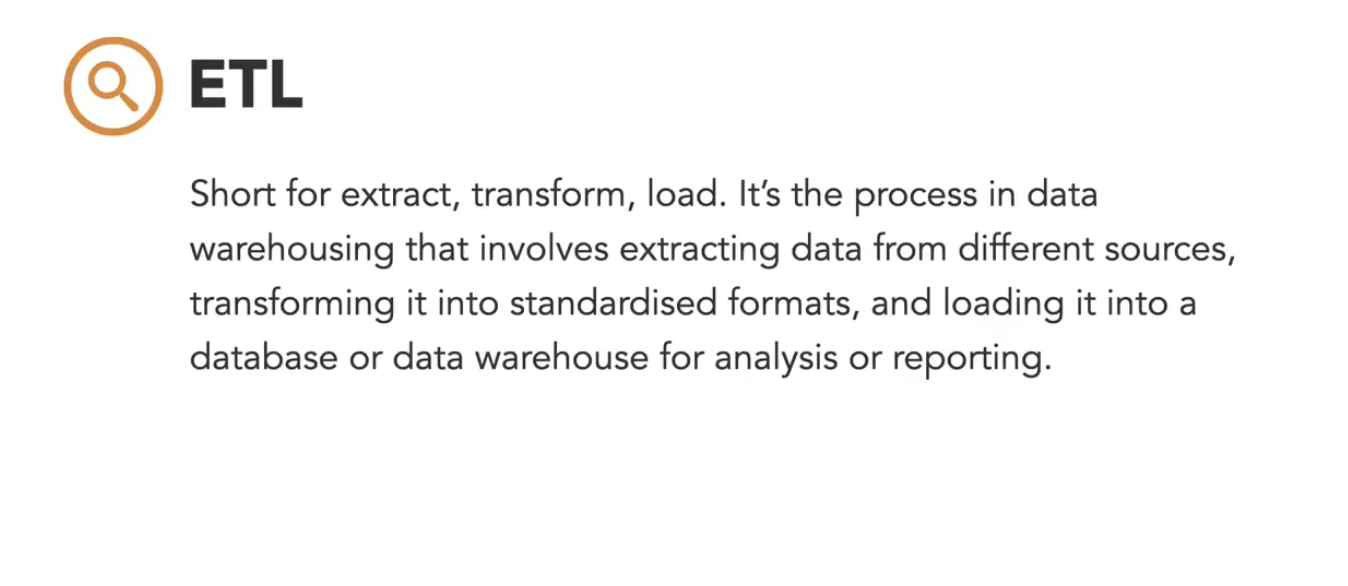 ETL
Short for extract, transform, load. It’s the process in data
warehousing that involves extracting data from different sources,
transforming it into standardised formats, and loading it into a
database or data warehouse for analysis or reporting.